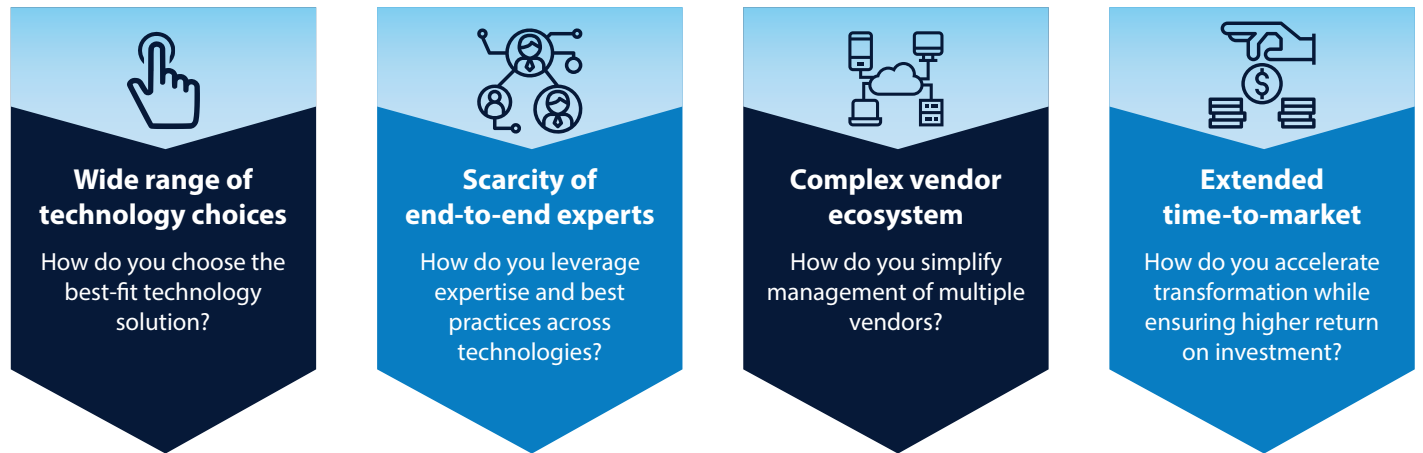 Wide range of
technology choices
How do you choose the
best-fit technology
solution?
Scarcity of
end-to-end experts
How do you leverage
expertise and best
practices across
technologies?
Complex vendor
ecosystem
How do you simplify
management of multiple
vendors?
$
Extended
time-to-market
How do you accelerate
transformation while
ensuring higher return
on investment?